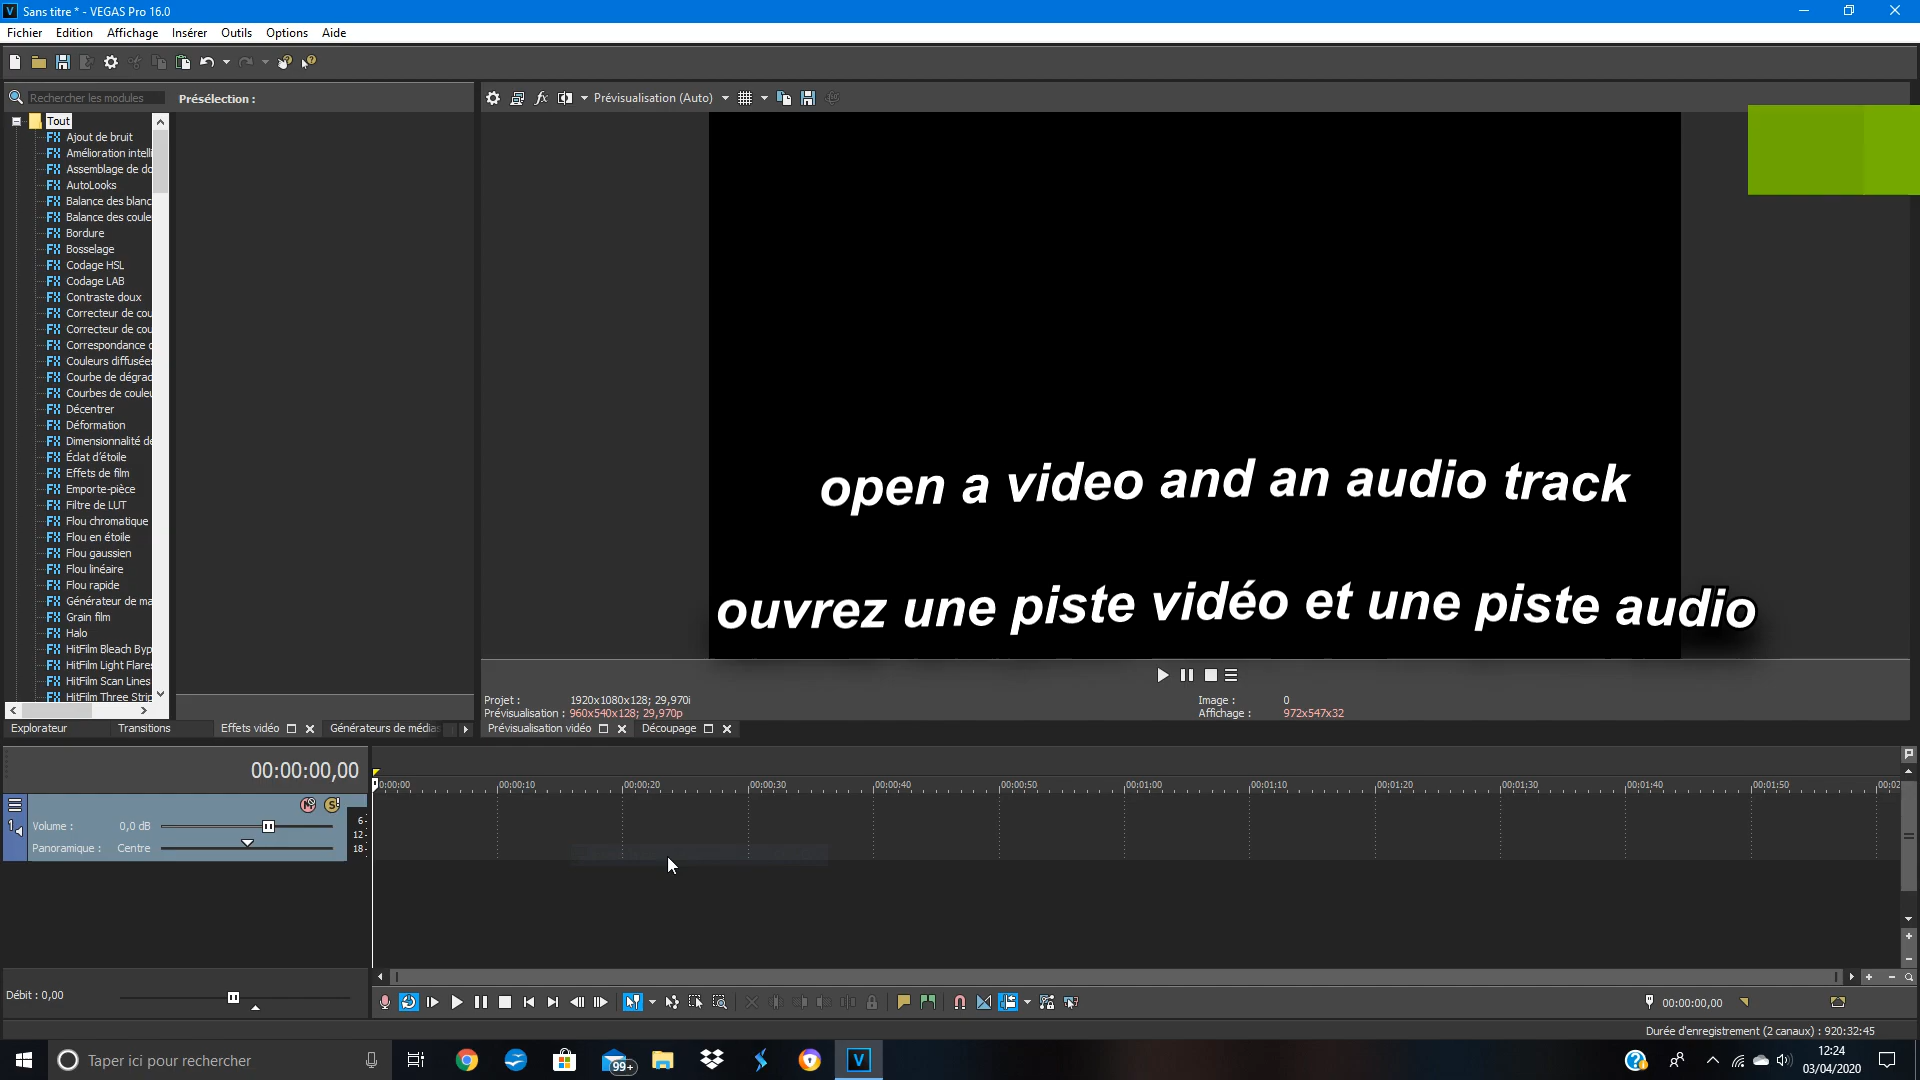 Sans titre * - VEGAS Pro 16.0
Fichier Edition Affichage Insérer Outils Options Aide
Rechercher les modules Présélection :
Prévisualisation (Auto)
Tout
Ajout de bruit
Amélioration intelli
Assemblage de do
AutoLooks
Balance des blanc
Balance des coule
Bordure
Bosselage
Codage HSL
Codage LAB
Contraste doux
Correcteur de cou
Correcteur de cou
Correspondance c
Couleurs diffusées
Courbe de dégrad
Courbes de couleu
Décentrer
Déformation
Dimensionnalité de
Éclat d'étoile
Effets de film
Emporte-pièce
Filtre de LUT
Flou chromatique
Flou en étoile
Flou gaussien
Flou linéaire
Flou rapide
Générateur de ma
Grain film
Halo
HitFilm Bleach Byp
HitFilm Light Flares
HitFilm Scan Lines
HitFilm Three Strip
open a video and an audio track
ouvrez une piste vidéo et une piste audio
Projet : 1920x1080x128; 29,970i
Prévisualisation : 960x540x128; 29,970p
Image : 0
Affichage : 972x547x32
Explorateur Transitions Effets vidéo Générateurs de médias
Prévisualisation vidéo Découpage
00:00:00,00
0:00:00 00:00:10 00:00:20 00:00:30 00:00:40 00:00:50 00:01:00 00:01:10 00:01:20 00:01:30 00:01:40 00:01:50 00:02
1
M S
Volume : 0,0 dB
Panoramique : Centre
6
12
18
Débit : 0,00
00:00:00,00
Durée d'enregistrement (2 canaux) : 920:32:45
Taper ici pour rechercher
99+
V
12:24
03/04/2020